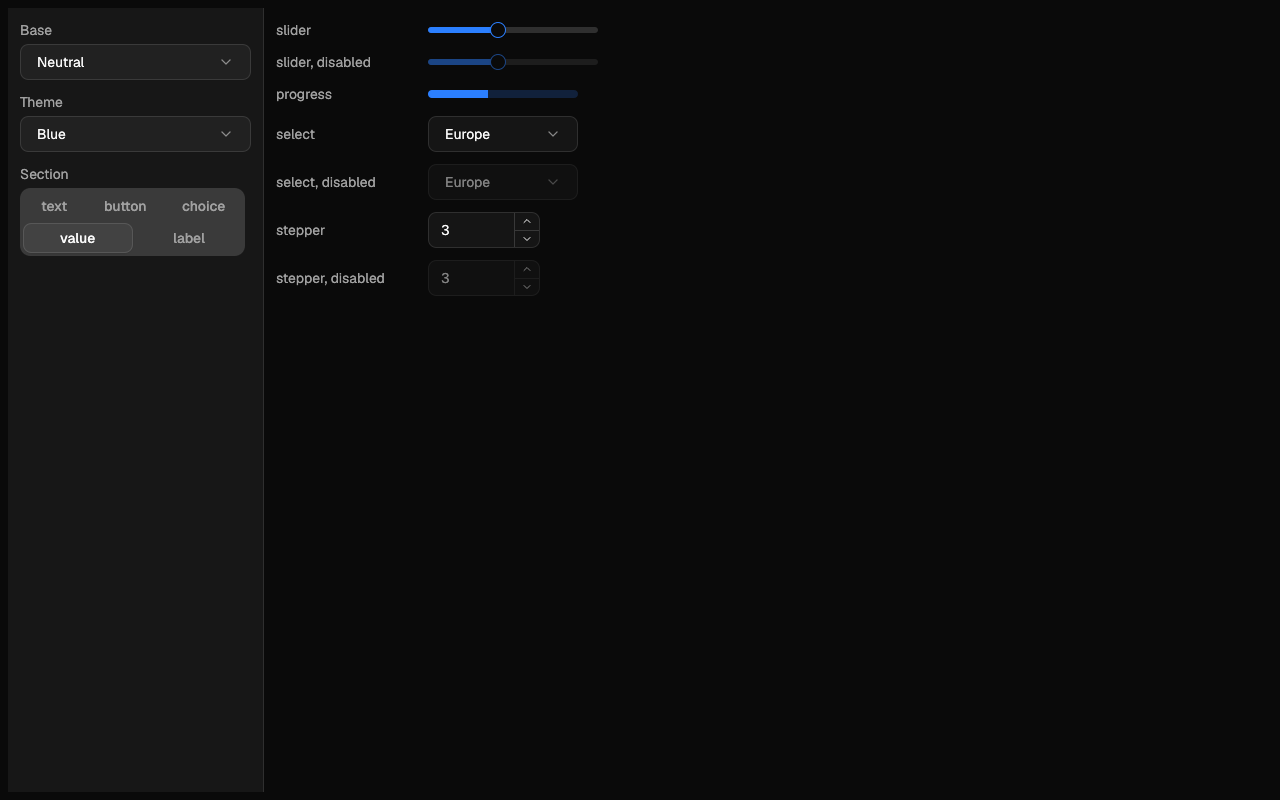 Base
Neutral
Theme
Blue
Section
text button choice
value label
slider
slider, disabled
progress
select Europe
select, disabled Europe
stepper 3
stepper, disabled 3